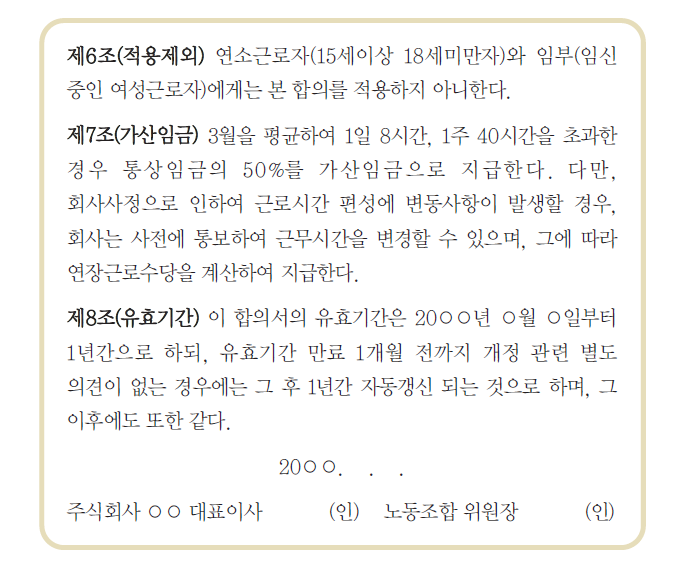 제6조(적용제외) 연소근로자(15세이상 18세미만자)와 임부(임신
중인 여성근로자)에게는 본 합의를 적용하지 아니한다.
제7조(가산임금) 3월을 평균하여 1일 8시간, 1주 40시간을 초과한
경우 통상임금의 50%를 가산임금으로 지급한다. 다만,
회사사정으로 인하여 근로시간 편성에 변동사항이 발생할 경우,
회사는 사전에 통보하여 근무시간을 변경할 수 있으며, 그에 따라
연장근로수당을 계산하여 지급한다.
제8조(유효기간) 이 합의서의 유효기간은 20○○년 ○월 ○일부터
1년간으로 하되, 유효기간 만료 1개월 전까지 개정 관련 별도
의견이 없는 경우에는 그 후 1년간 자동갱신 되는 것으로 하며, 그
이후에도 또한 같다.
20○○. . .
주식회사 ○○ 대표이사 (인) 노동조합 위원장 (인)